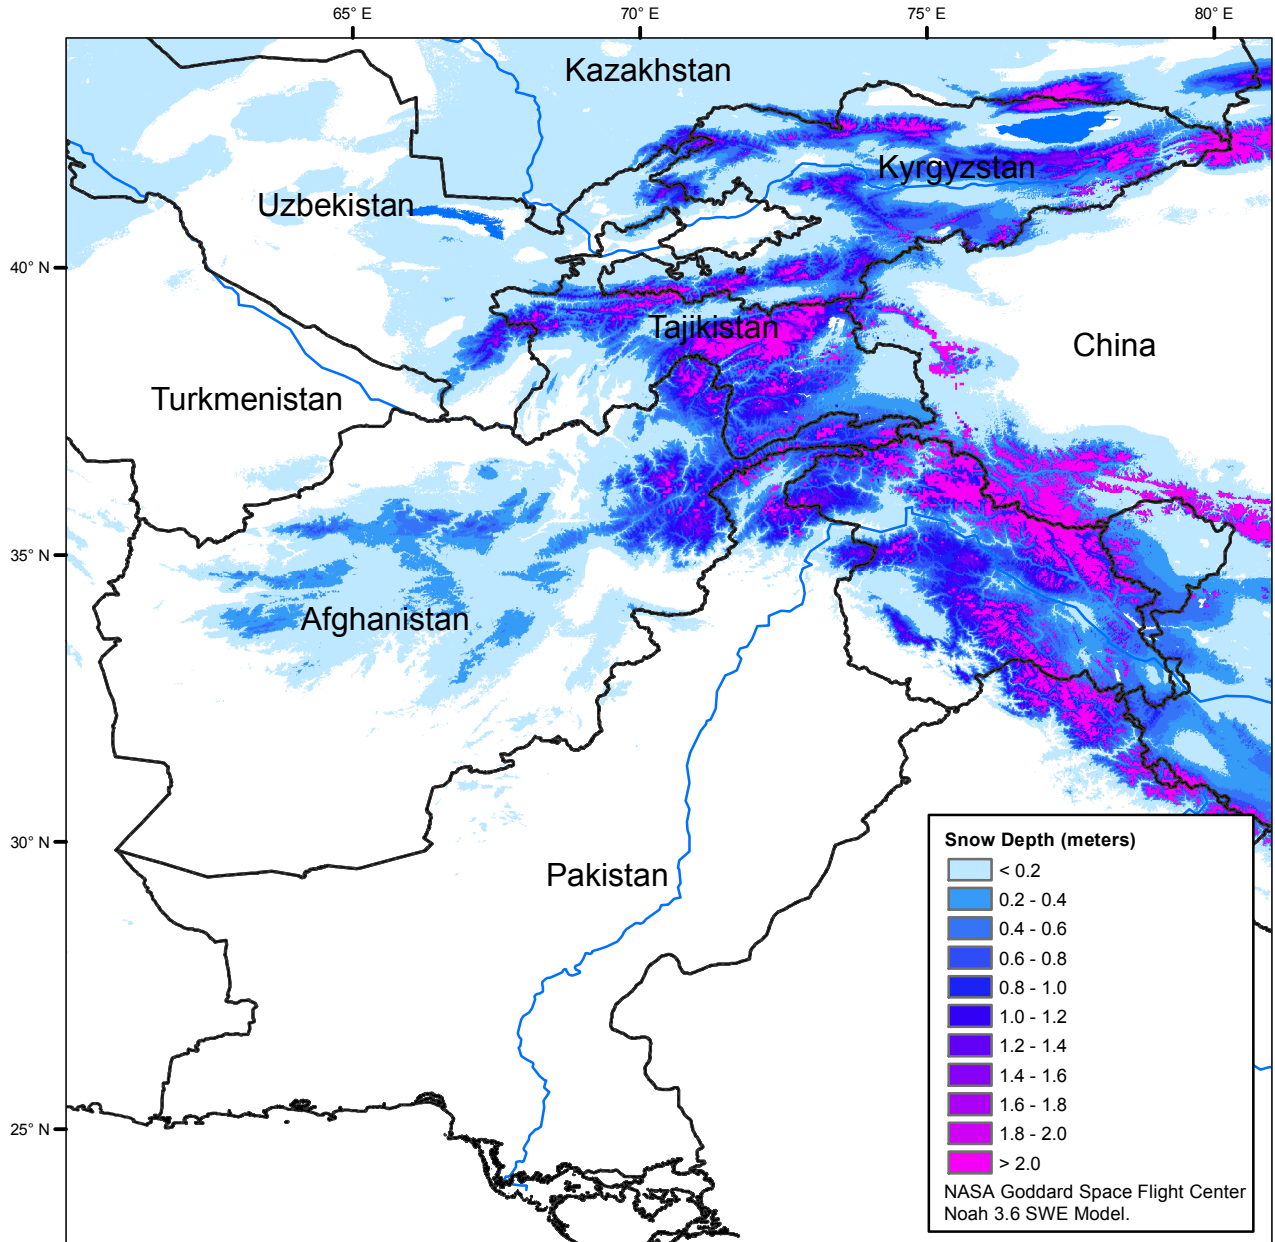 65° E
70° E
75° E
80° E
Kazakhstan
Kyrgyzstan
Uzbekistan
40° N
Tajikistan
China
Turkmenistan
35° N
Afghanistan
30° N
Pakistan
25° N
Snow Depth (meters)
< 0.2
0.2 - 0.4
0.4 - 0.6
0.6 - 0.8
0.8 - 1.0
1.0 - 1.2
1.2 - 1.4
1.4 - 1.6
1.6 - 1.8
1.8 - 2.0
> 2.0
NASA Goddard Space Flight Center
Noah 3.6 SWE Model.